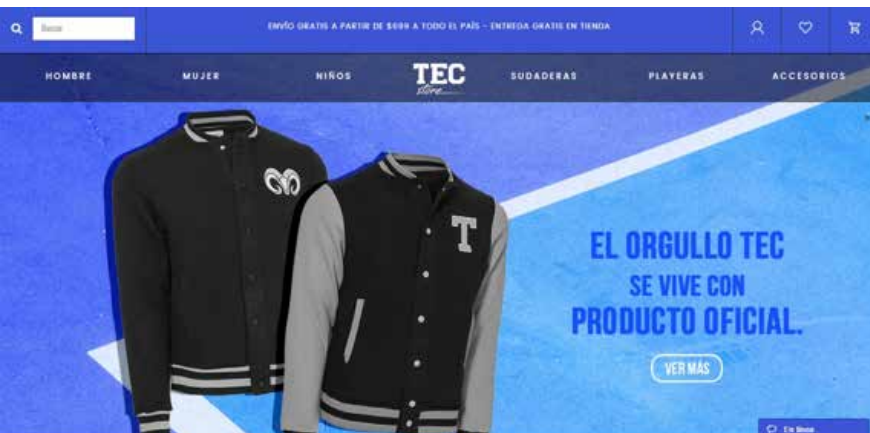 Buscar
ENVÍO GRATIS A PARTIR DE $699 A TODO EL PAÍS - ENTREGA GRATIS EN TIENDA
HOMBRE
MUJER
NIÑOS
TEC
store
SUDADERAS
PLAYERAS
ACCESORIOS
T
EL ORGULLO TEC
SE VIVE CON
PRODUCTO OFICIAL.
VER MÁS